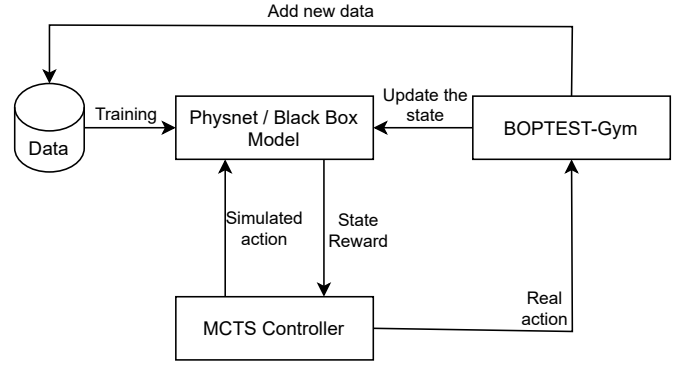 Add new data
Training
Data
Physnet / Black Box
Model
Update the
state
BOPTEST-Gym
Simulated
action
State
Reward
MCTS Controller
Real
action